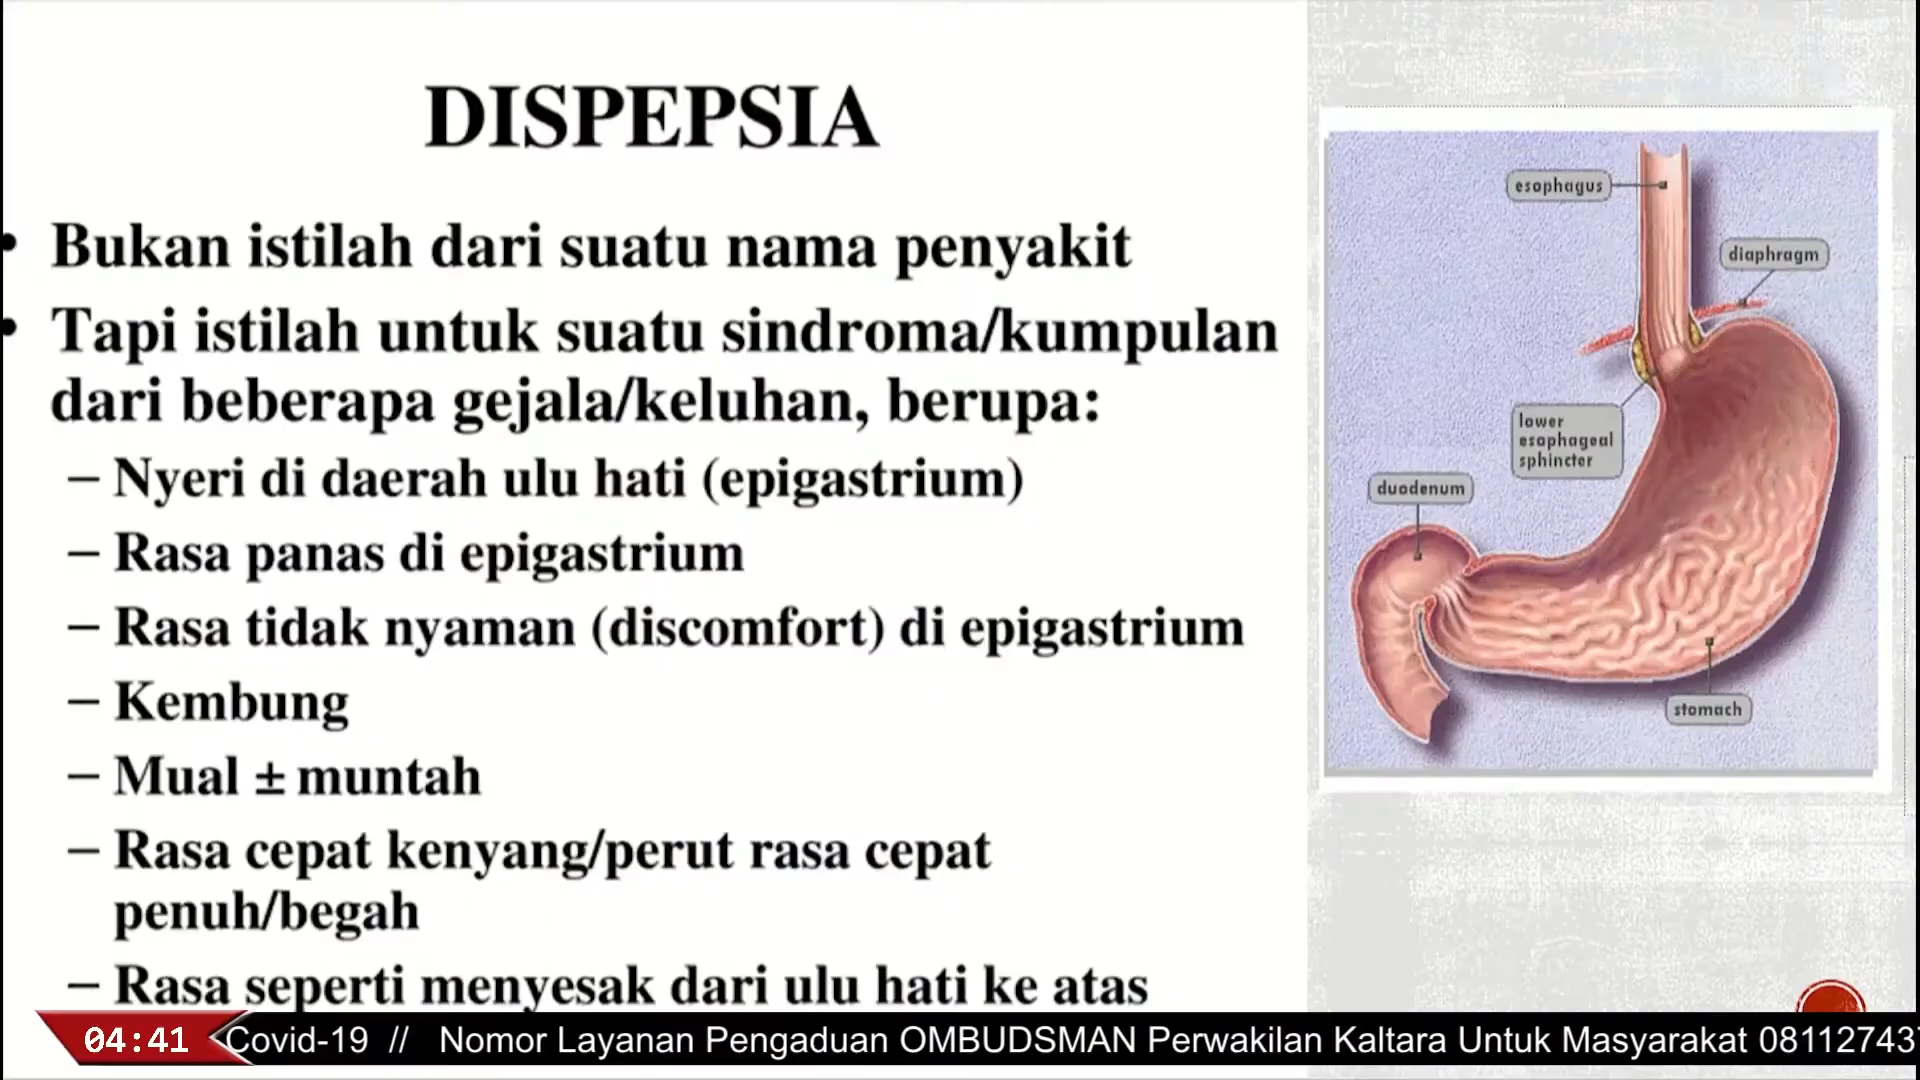 DISPEPSIA
• Bukan istilah dari suatu nama penyakit
• Tapi istilah untuk suatu sindroma/kumpulan
dari beberapa gejala/keluhan, berupa:
– Nyeri di daerah ulu hati (epigastrium)
– Rasa panas di epigastrium
– Rasa tidak nyaman (discomfort) di epigastrium
– Kembung
– Mual ± muntah
– Rasa cepat kenyang/perut rasa cepat
penuh/begah
– Rasa seperti menyesak dari ulu hati ke atas
esophagus
diaphragm
lower
esophageal
sphincter
duodenum
stomach
04:41 Covid-19 // Nomor Layanan Pengaduan OMBUDSMAN Perwakilan Kaltara Untuk Masyarakat 08112743